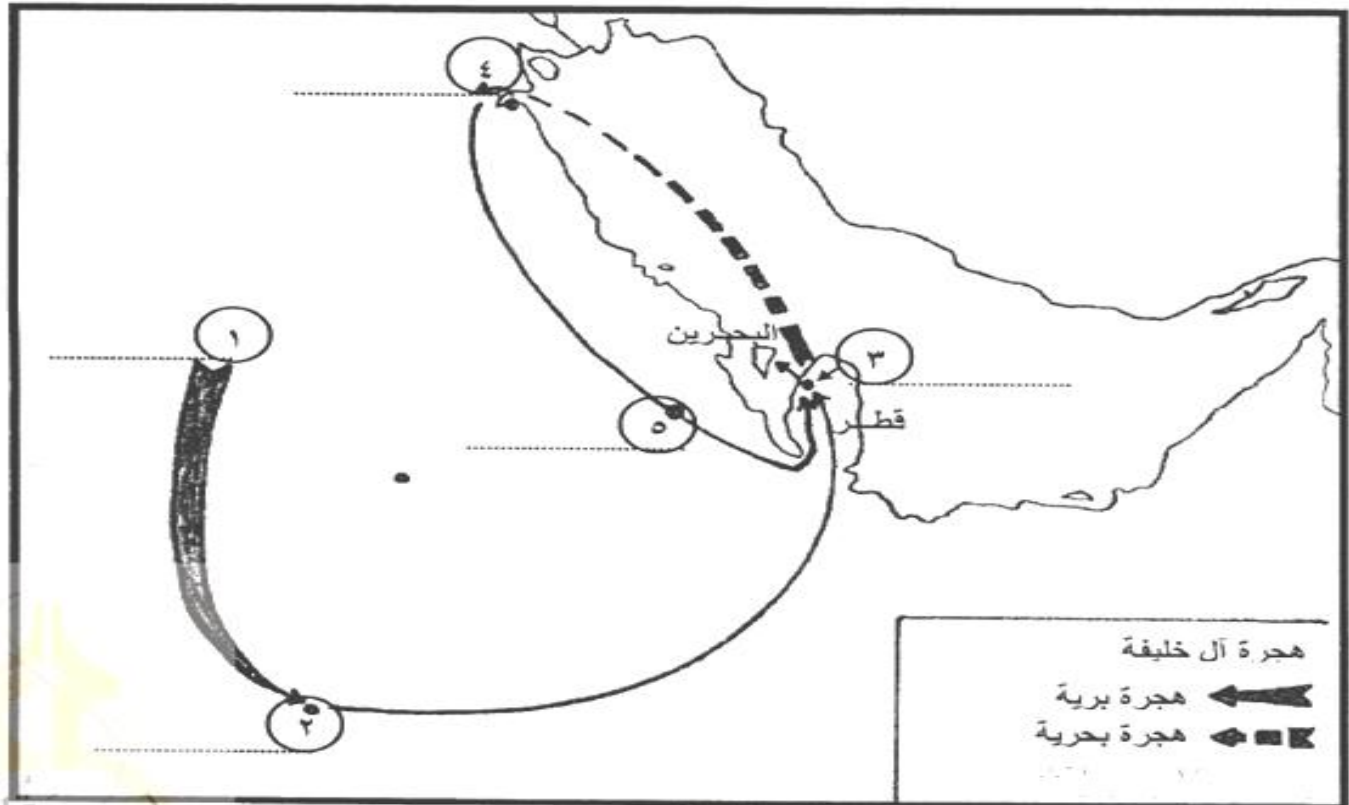 ٤
١
البحرين
٣
قطر
٥
٢
هجرة آل خليفة
هجرة برية
هجرة بحرية